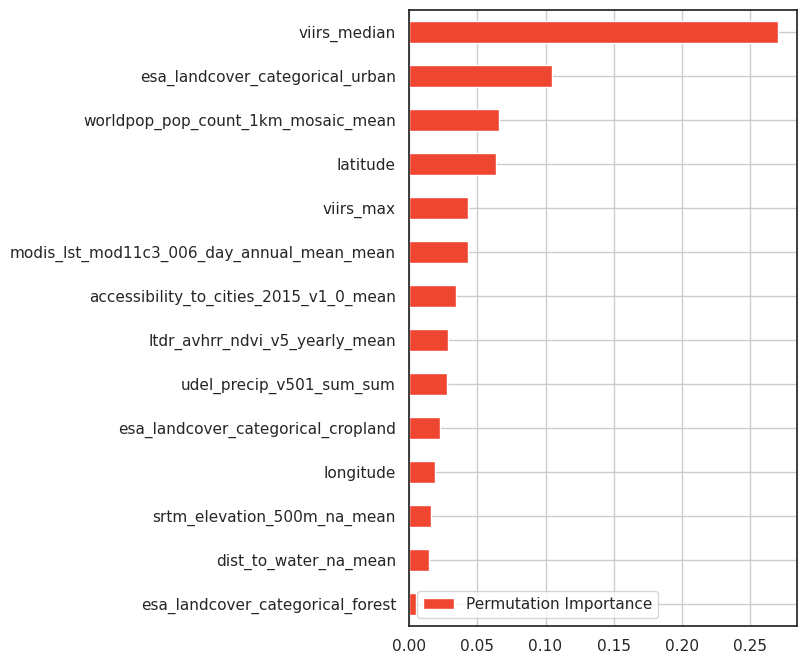 viirs_median
esa_landcover_categorical_urban
worldpop_pop_count_1km_mosaic_mean
latitude
viirs_max
modis_lst_mod11c3_006_day_annual_mean_mean
accessibility_to_cities_2015_v1_0_mean
ltdr_avhrr_ndvi_v5_yearly_mean
udel_precip_v501_sum_sum
esa_landcover_categorical_cropland
longitude
srtm_elevation_500m_na_mean
dist_to_water_na_mean
esa_landcover_categorical_forest
Permutation Importance
0.00 0.05 0.10 0.15 0.20 0.25